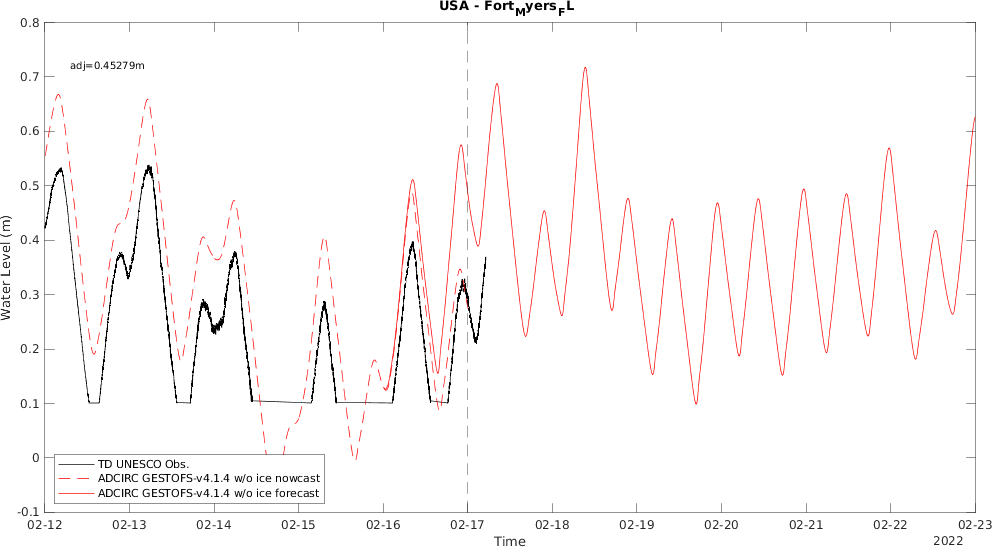 USA - Fort_Myers_FL
adj=0.45279m
0.8
0.7
0.6
0.5
0.4
0.3
0.2
0.1
0
-0.1
Water Level (m)
TD UNESCO Obs.
ADCIRC GESTOFS-v4.1.4 w/o ice nowcast
ADCIRC GESTOFS-v4.1.4 w/o ice forecast
02-12 02-13 02-14 02-15 02-16 02-17 02-18 02-19 02-20 02-21 02-22 02-23
Time
2022